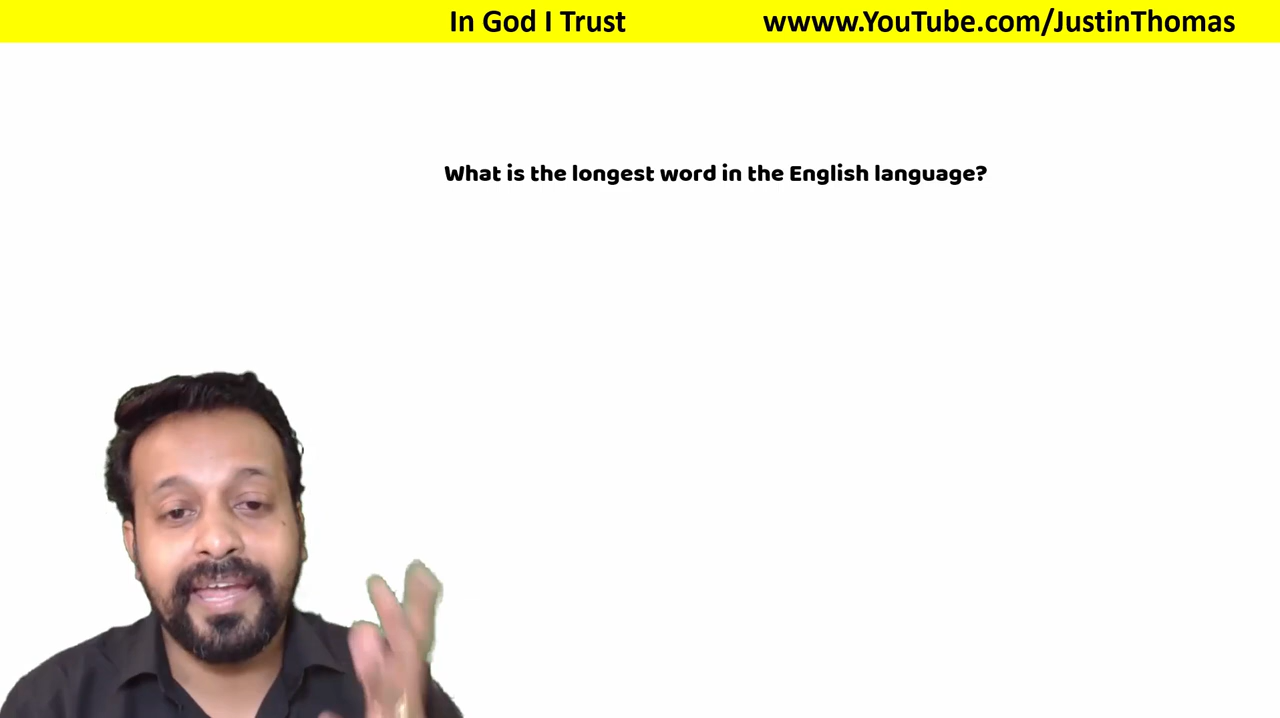 In God I Trust wwww.YouTube.com/JustinThomas
What is the longest word in the English language?